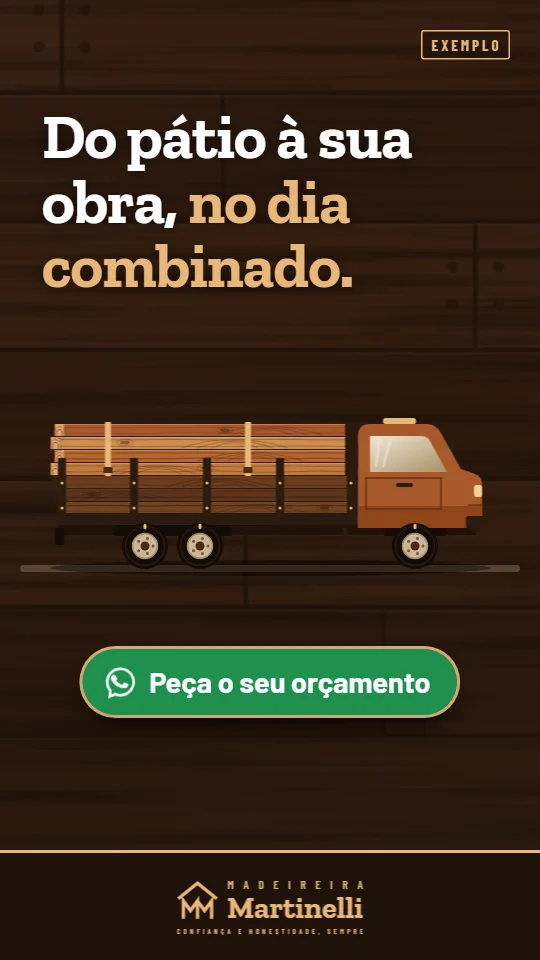 EXEMPLO
Do pátio à sua
obra, no dia
combinado.
Peça o seu orçamento
MADEIREIRA
Martinelli
CONFIANÇA E HONESTIDADE, SEMPRE